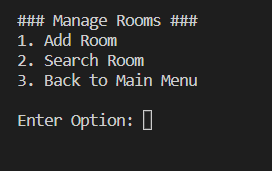 ### Manage Rooms ###
1. Add Room
2. Search Room
3. Back to Main Menu
Enter Option: